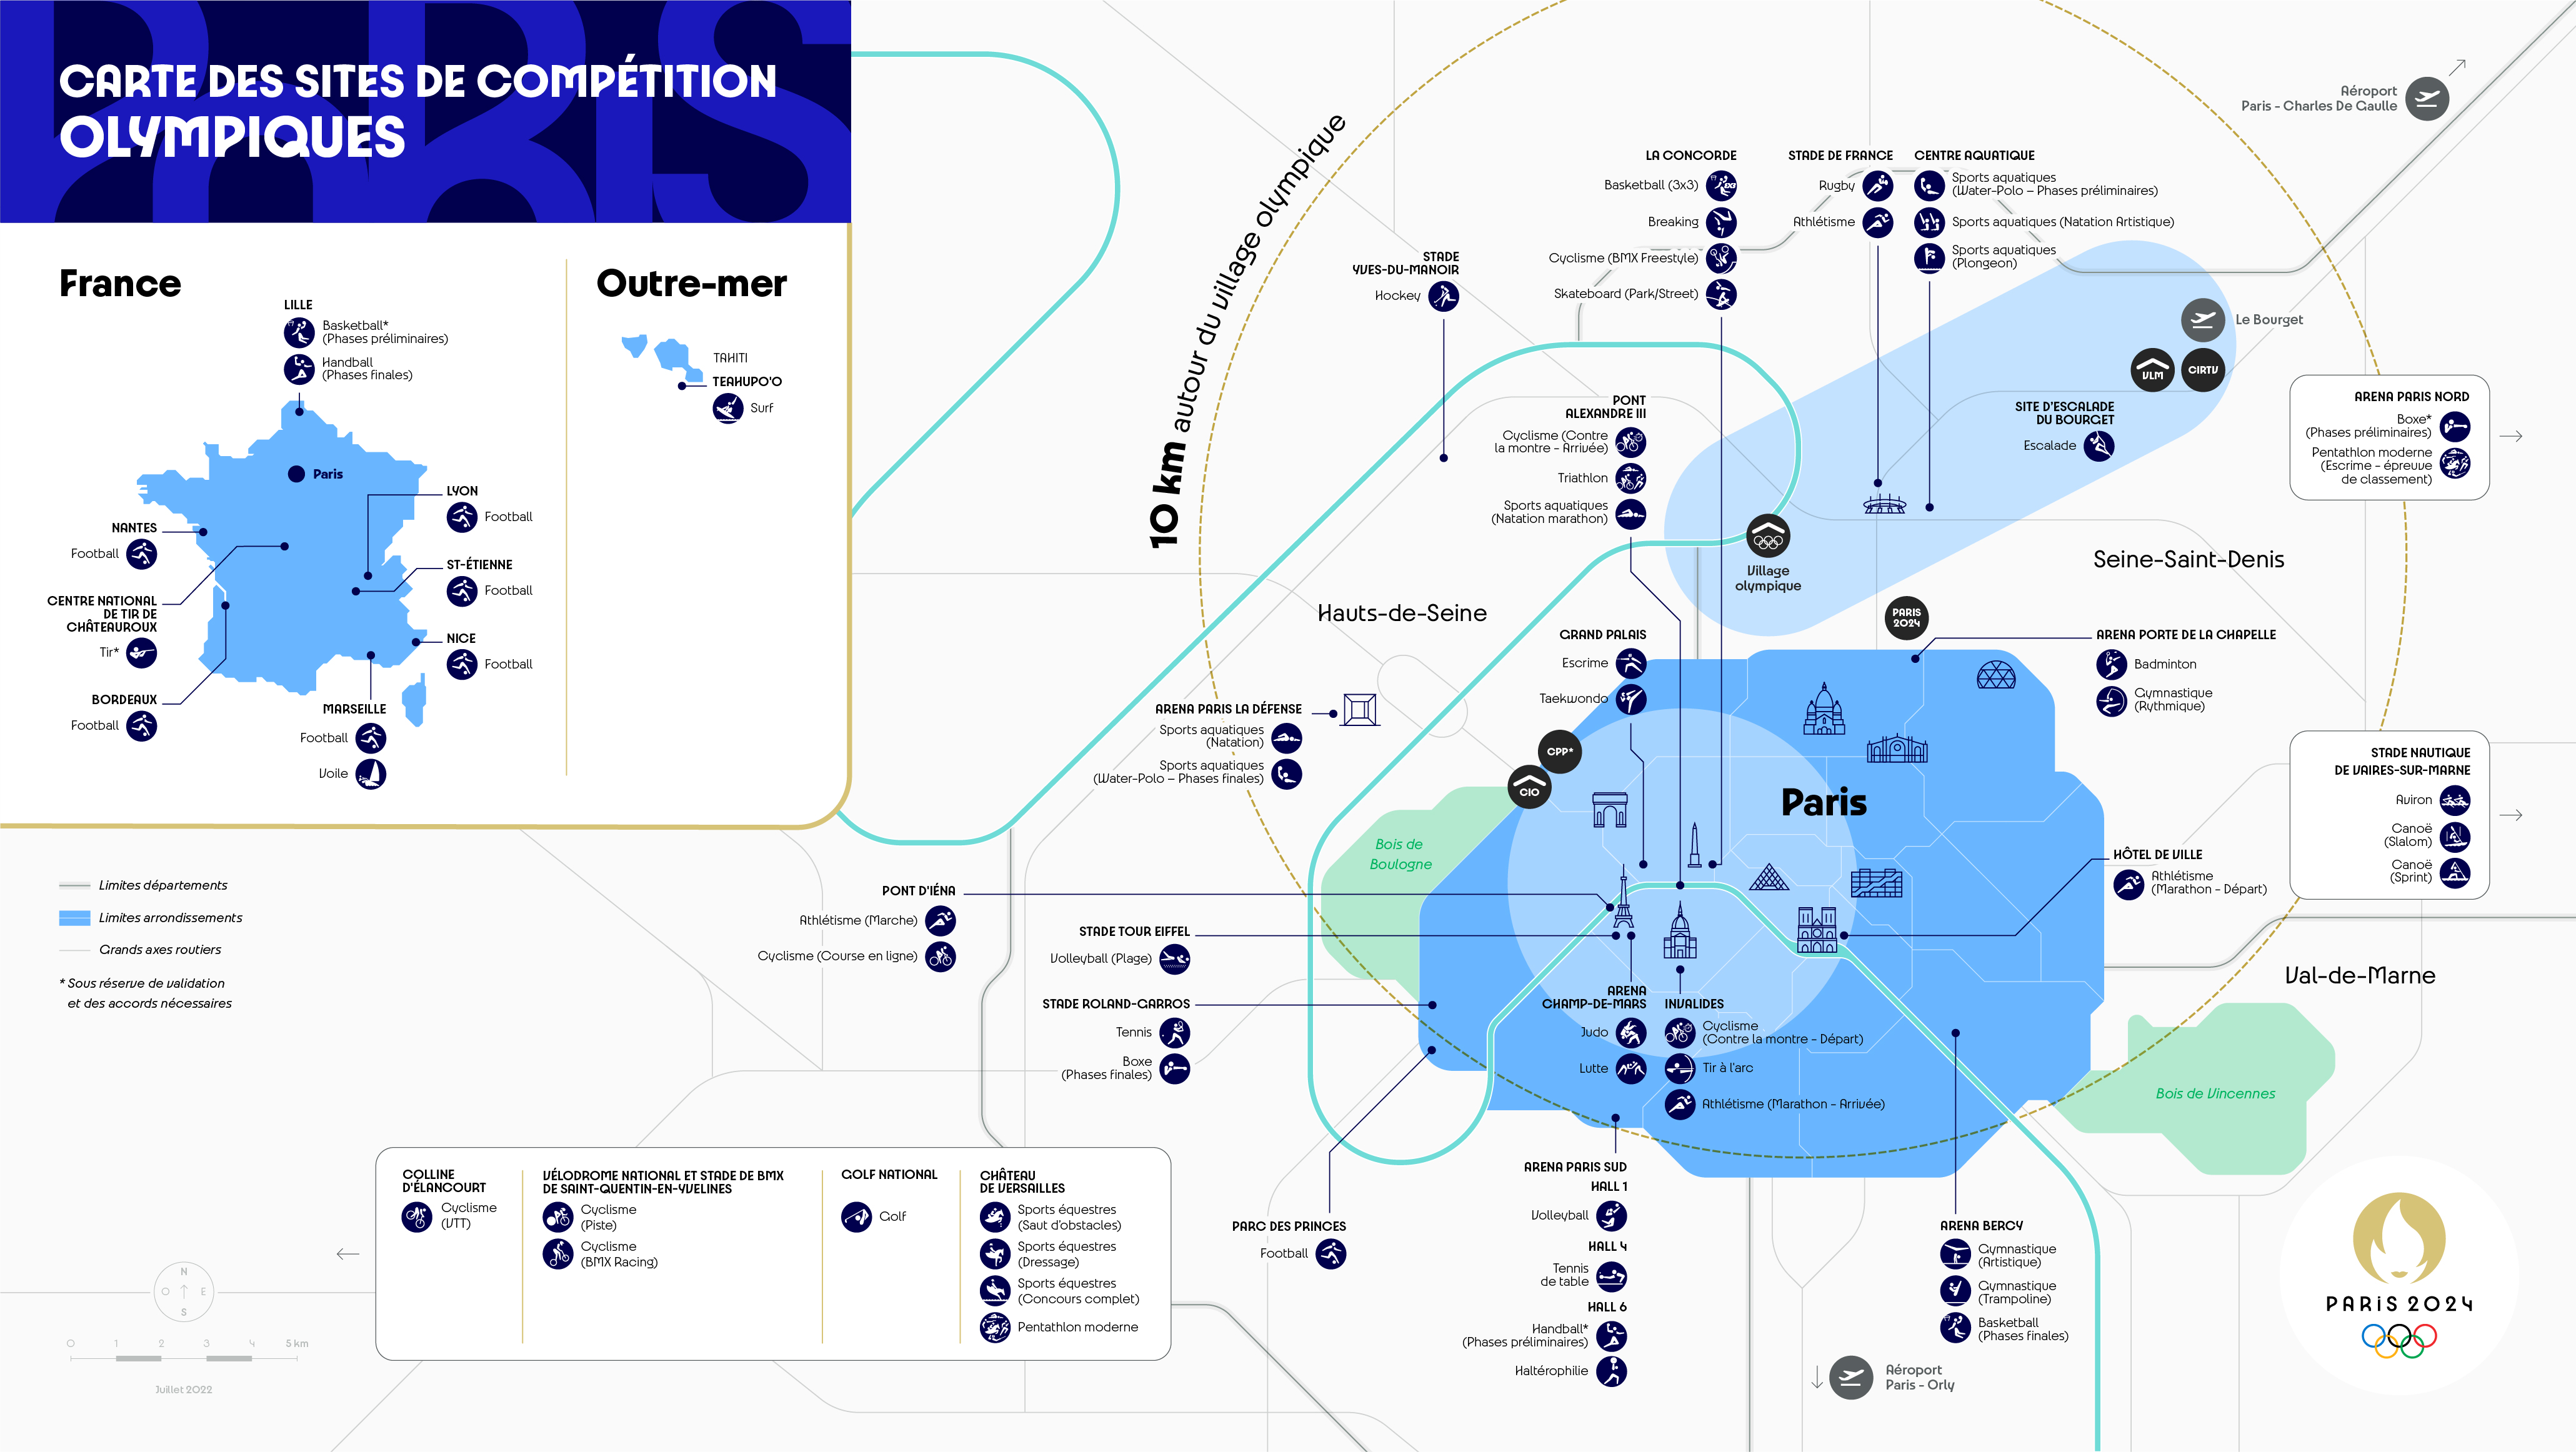 CARTE DES SITES DE COMPÉTITION
OLYMPIQUES
France
LILLE
Basketball*
(Phases préliminaires)
Handball
(Phases finales)
Paris
LYON
Football
NANTES
Football
ST-ÉTIENNE
Football
CENTRE NATIONAL
DE TIR DE
CHÂTEAUROUX
Tir*
NICE
Football
BORDEAUX
Football
MARSEILLE
Football
Voile
Outre-mer
TAHITI
TEAHUPO'O
Surf
Limites départements
Limites arrondissements
Grands axes routiers
* Sous réserve de validation
et des accords nécessaires
10 km autour du village olympique
STADE
YVES-DU-MANOIR
Hockey
LA CONCORDE
Basketball (3x3)
Breaking
Cyclisme (BMX Freestyle)
Skateboard (Park/Street)
STADE DE FRANCE
Rugby
Athlétisme
CENTRE AQUATIQUE
Sports aquatiques
(Water-Polo – Phases préliminaires)
Sports aquatiques (Natation Artistique)
Sports aquatiques
(Plongeon)
Aéroport
Paris - Charles De Gaulle
Le Bourget
VLM
CIRTV
SITE D'ESCALADE
DU BOURGET
Escalade
ARENA PARIS NORD
Boxe*
(Phases préliminaires)
Pentathlon moderne
(Escrime - épreuve
de classement)
PONT
ALEXANDRE III
Cyclisme (Contre
la montre - Arrivée)
Triathlon
Sports aquatiques
(Natation marathon)
Village
olympique
Seine-Saint-Denis
Hauts-de-Seine
PARIS
2024
GRAND PALAIS
Escrime
Taekwondo
ARENA PORTE DE LA CHAPELLE
Badminton
Gymnastique
(Rythmique)
ARENA PARIS LA DÉFENSE
Sports aquatiques
(Natation)
Sports aquatiques
(Water-Polo – Phases finales)
CPP*
CIO
Paris
STADE NAUTIQUE
DE VAIRES-SUR-MARNE
Aviron
Canoë
(Slalom)
Canoë
(Sprint)
Bois de
Boulogne
HÔTEL DE VILLE
Athlétisme
(Marathon - Départ)
PONT D'IÉNA
Athlétisme (Marche)
Cyclisme (Course en ligne)
STADE TOUR EIFFEL
Volleyball (Plage)
STADE ROLAND-GARROS
Tennis
Boxe
(Phases finales)
ARENA
CHAMP-DE-MARS
Judo
Lutte
INVALIDES
Cyclisme
(Contre la montre - Départ)
Tir à l'arc
Athlétisme (Marathon - Arrivée)
Val-de-Marne
Bois de Vincennes
COLLINE
D'ÉLANCOURT
Cyclisme
(VTT)
VÉLODROME NATIONAL ET STADE DE BMX
DE SAINT-QUENTIN-EN-YVELINES
Cyclisme
(Piste)
Cyclisme
(BMX Racing)
GOLF NATIONAL
Golf
CHÂTEAU
DE VERSAILLES
Sports équestres
(Saut d'obstacles)
Sports équestres
(Dressage)
Sports équestres
(Concours complet)
Pentathlon moderne
PARC DES PRINCES
Football
ARENA PARIS SUD
HALL 1
Volleyball
HALL 4
Tennis
de table
HALL 6
Handball*
(Phases préliminaires)
Haltérophilie
ARENA BERCY
Gymnastique
(Artistique)
Gymnastique
(Trampoline)
Basketball
(Phases finales)
Aéroport
Paris - Orly
PARIS 2024
N
O E
S
0 1 2 3 4 5 km
Juillet 2022